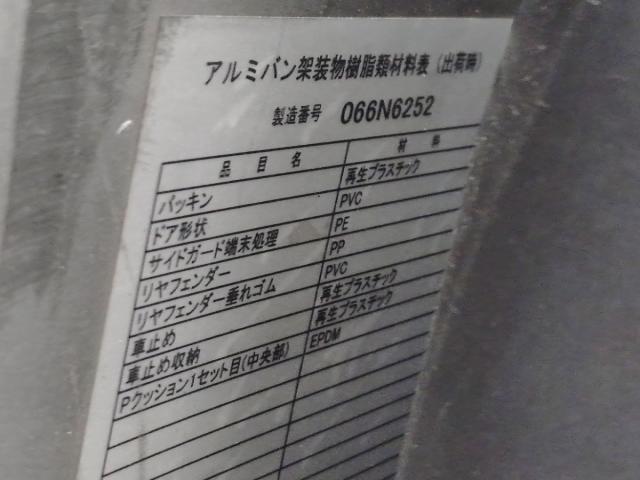 アルミバン架装物樹脂類材料表（出荷時）
製造番号 066N6252
品目名 材料
パッキン 再生プラスチック
ドア形状 PVC
サイドガード端末処理 PE
リヤフェンダー PP
リヤフェンダー垂れゴム PVC
車止め 再生プラスチック
車止め収納 再生プラスチック
Pクッション1セット目(中央部) EPDM